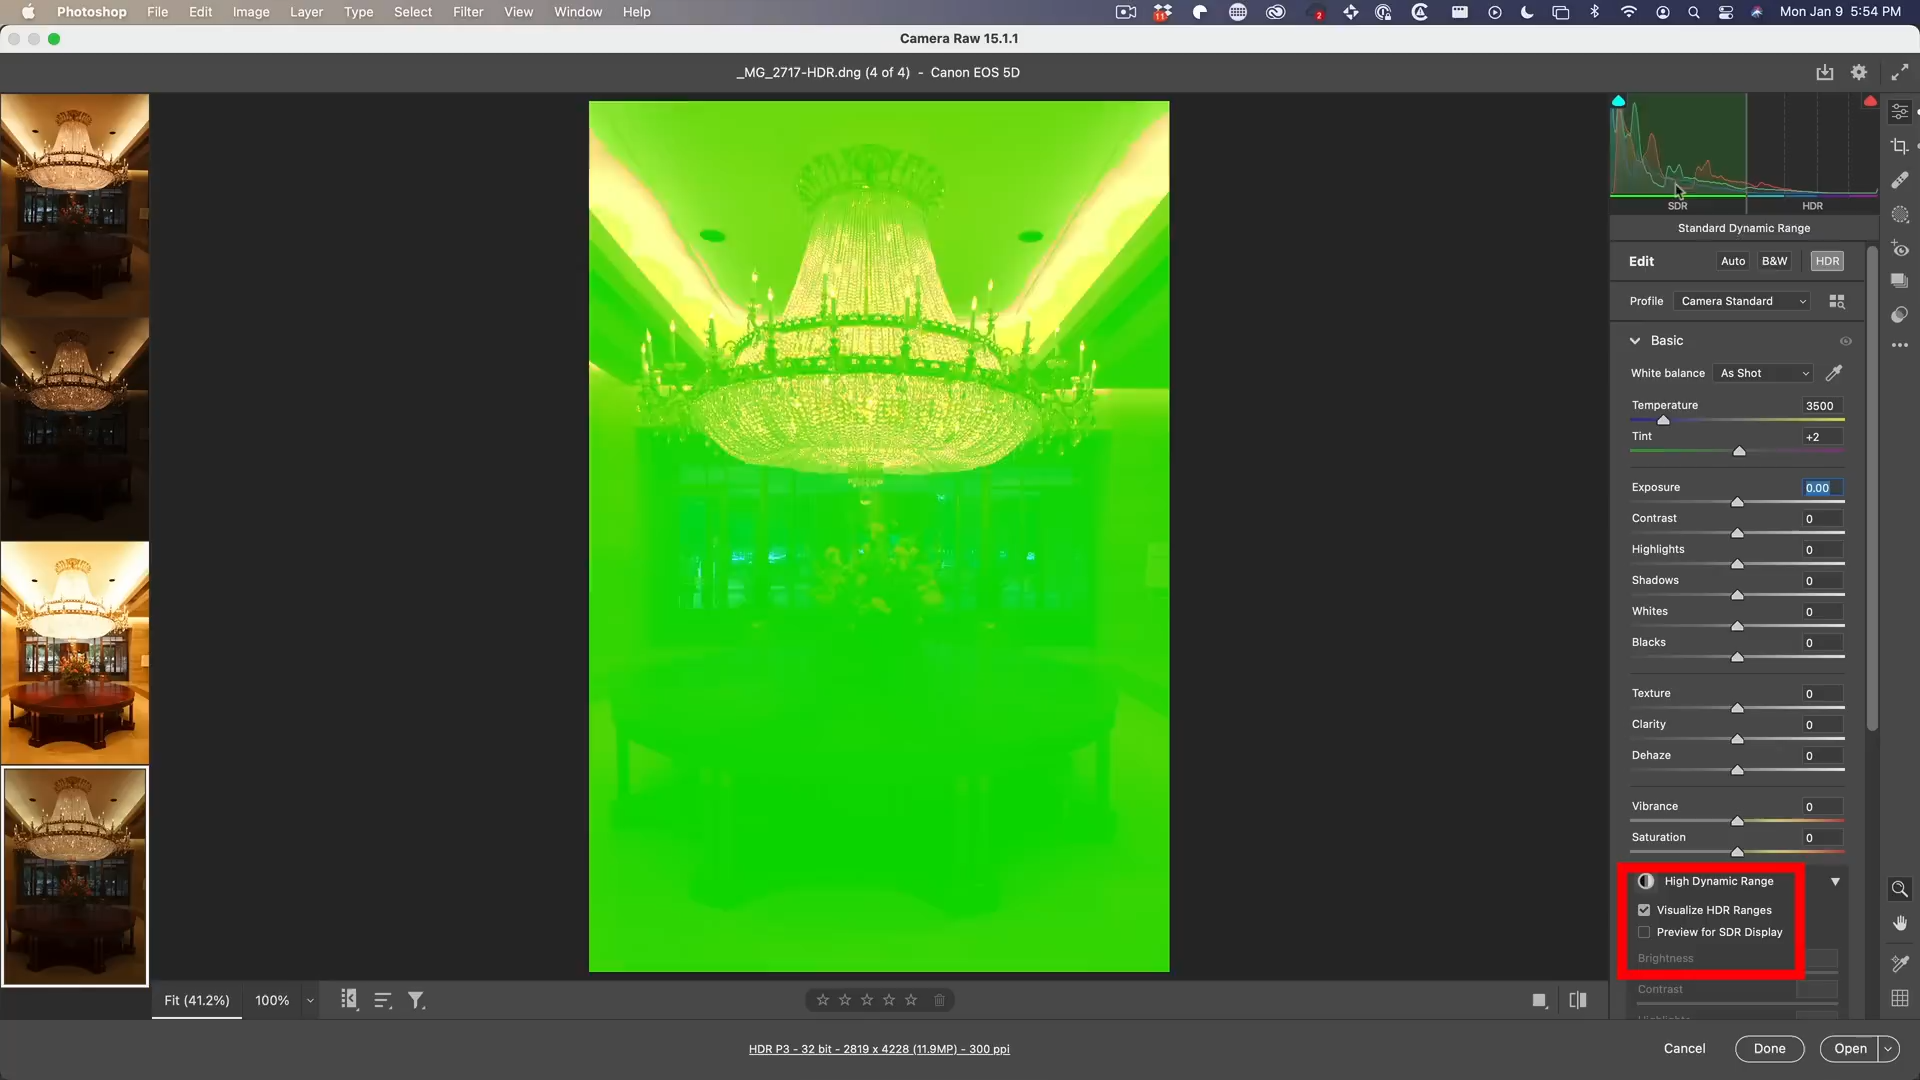 Photoshop File Edit Image Layer Type Select Filter View Window Help
11 2 Mon Jan 9 5:54 PM
Camera Raw 15.1.1
_MG_2717-HDR.dng (4 of 4) - Canon EOS 5D
SDR HDR
Standard Dynamic Range
Edit Auto B&W HDR
Profile Camera Standard
Basic
White balance As Shot
Temperature 3500
Tint +2
Exposure 0.00
Contrast 0
Highlights 0
Shadows 0
Whites 0
Blacks 0
Texture 0
Clarity 0
Dehaze 0
Vibrance 0
Saturation 0
High Dynamic Range
Visualize HDR Ranges
Preview for SDR Display
Brightness
Contrast
Highlights
Fit (41.2%) 100%
HDR P3 - 32 bit - 2819 x 4228 (11.9MP) - 300 ppi
Cancel Done Open